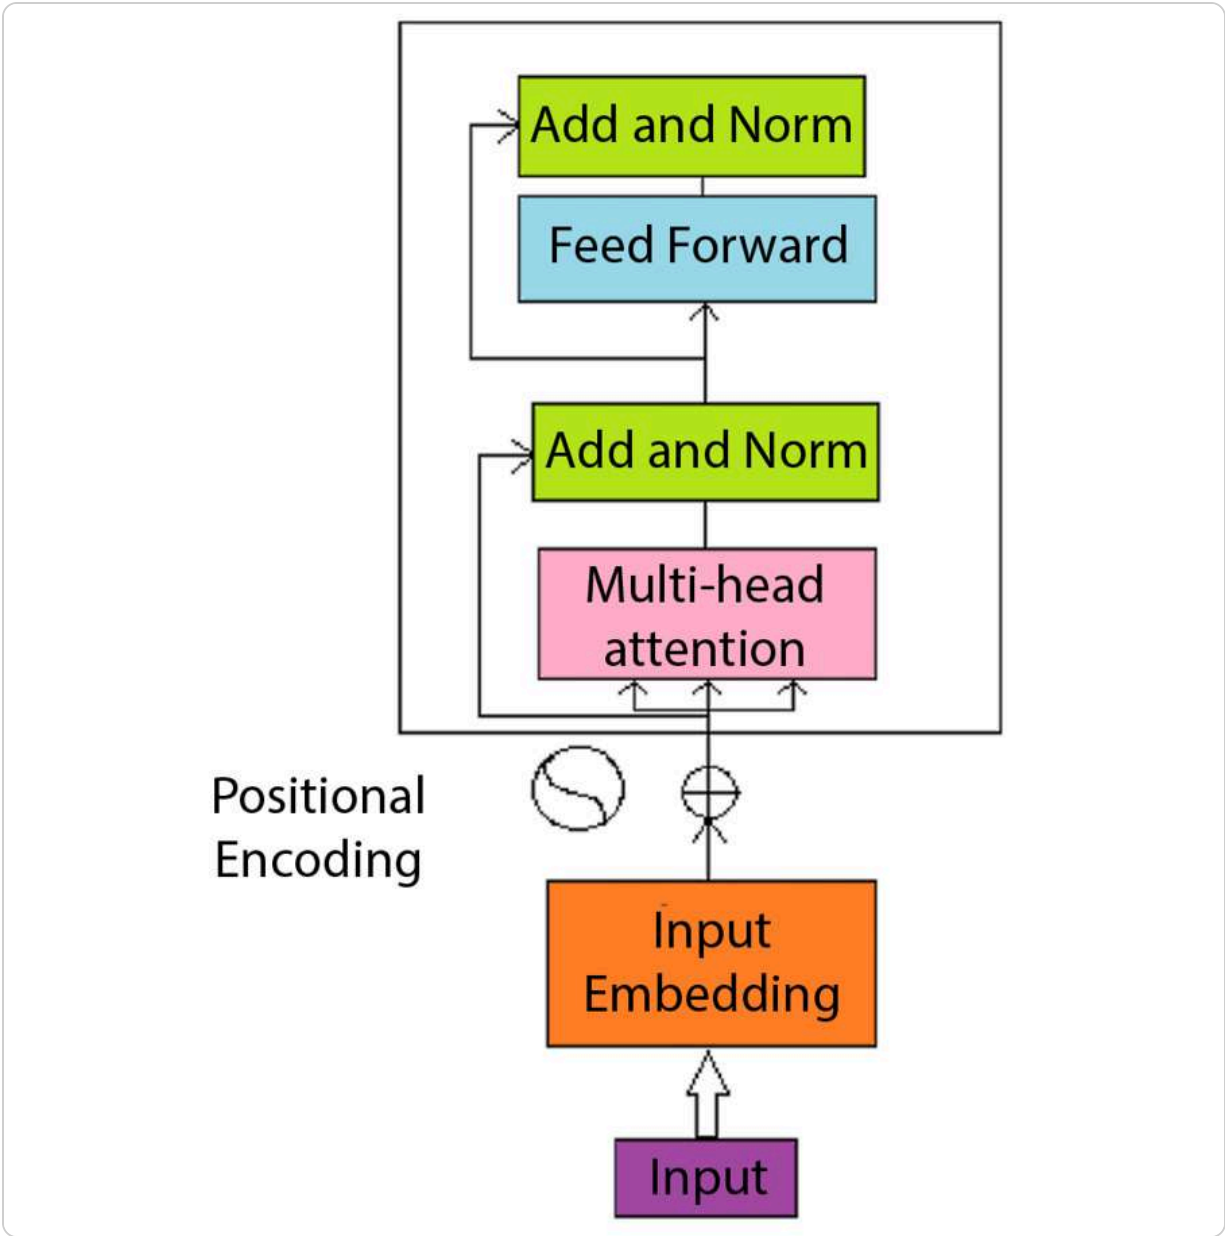 Add and Norm
Feed Forward
Add and Norm
Multi-head
attention
Positional
Encoding
Input
Embedding
Input